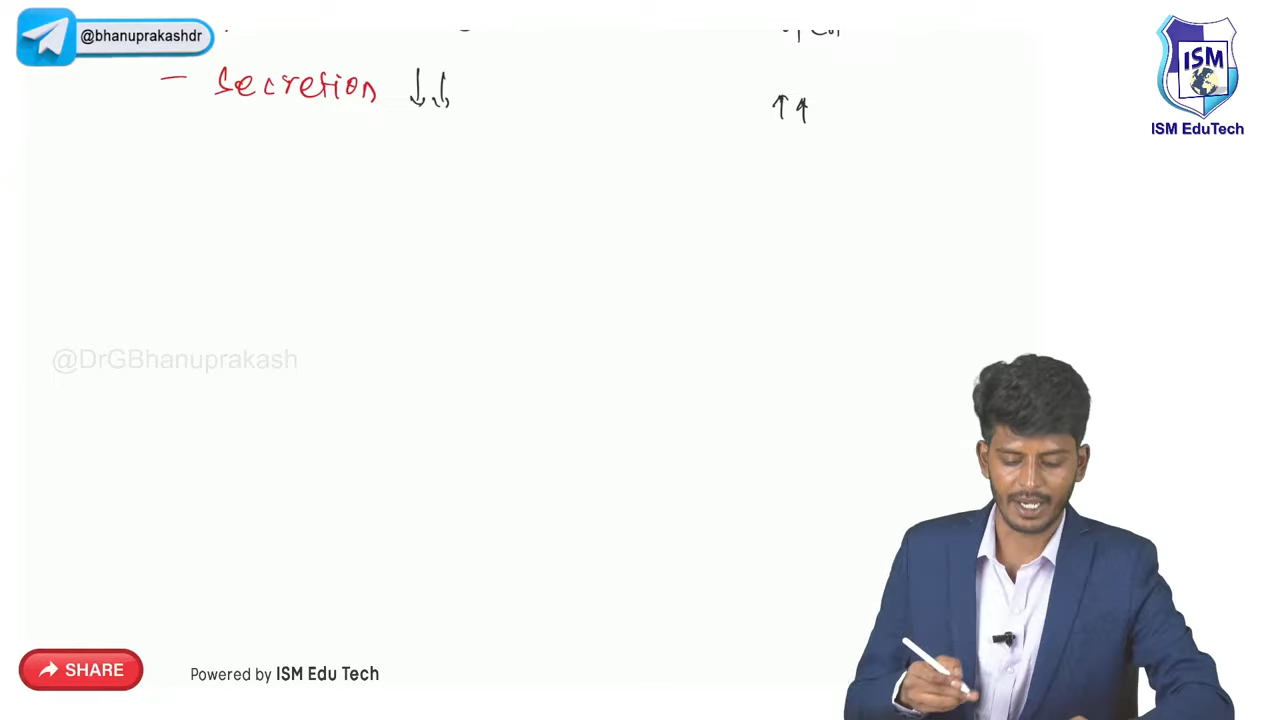 @bhanuprakashdr
- Secretion ↓↓ ↑↑
ISM
ISM EduTech
@DrGBhanuprakash
SHARE
Powered by ISM Edu Tech